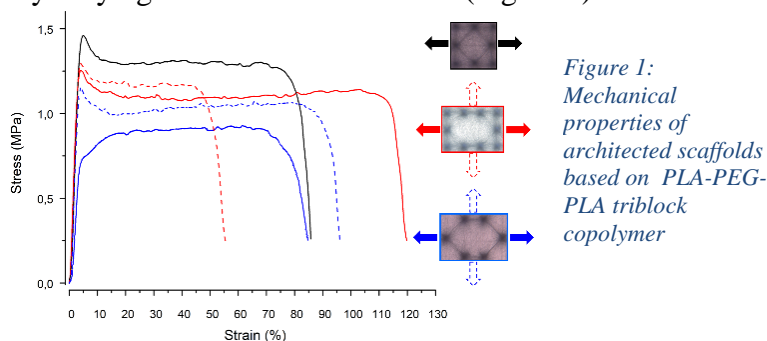 1,5
1,0
0,5
0,0
Stress (MPa)
0 10 20 30 40 50 60 70 80 90 100 110 120 130
Strain (%)
Figure 1:
Mechanical
properties of
architected scaffolds
based on PLA-PEG-
PLA triblock
copolymer